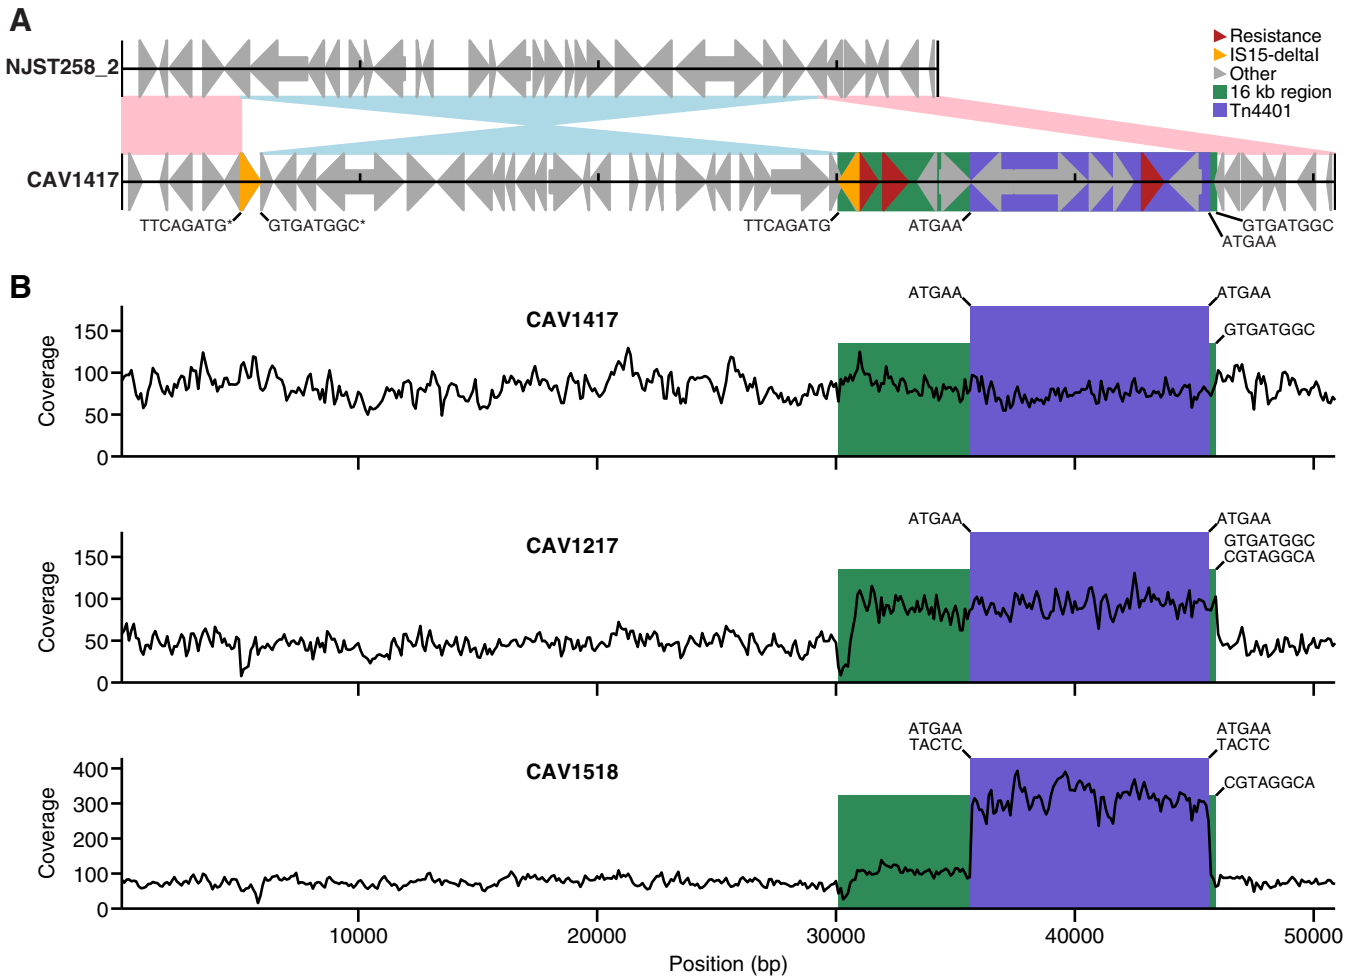 A
NJST258_2
Resistance
IS15-deltaI
Other
16 kb region
Tn4401
CAV1417
TTCAGATG*
GTGATGGC*
TTCAGATG
ATGAA
GTGATGGC
ATGAA
B
ATGAA
ATGAA
GTGATGGC
CAV1417
Coverage
150
100
50
0
ATGAA
ATGAA
GTGATGGC
CGTAGGCA
CAV1217
Coverage
150
100
50
0
ATGAA
TACTC
ATGAA
TACTC
CGTAGGCA
CAV1518
Coverage
400
300
200
100
0
10000
20000
30000
40000
50000
Position (bp)